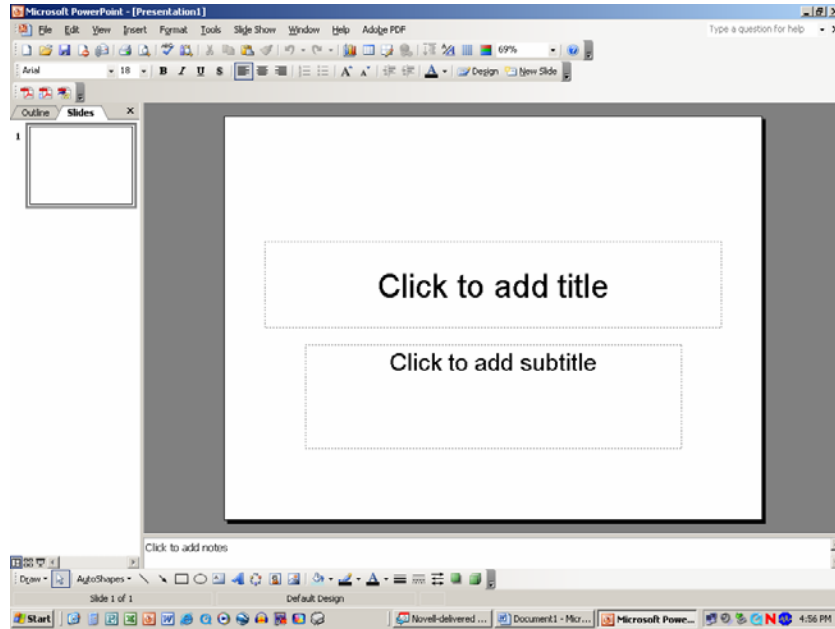 Microsoft PowerPoint - [Presentation1]
File Edit View Insert Format Tools Slide Show Window Help Adobe PDF Type a question for help
69%
Arial 18 B I U S Design New Slide
Outline Slides
1
Click to add title
Click to add subtitle
Click to add notes
Draw AutoShapes
Slide 1 of 1 Default Design
Start Novell-delivered ... Document1 - Micr... Microsoft Powe... 4:56 PM